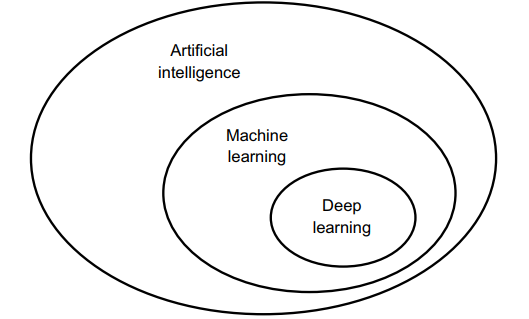 Artificial
intelligence
Machine
learning
Deep
learning